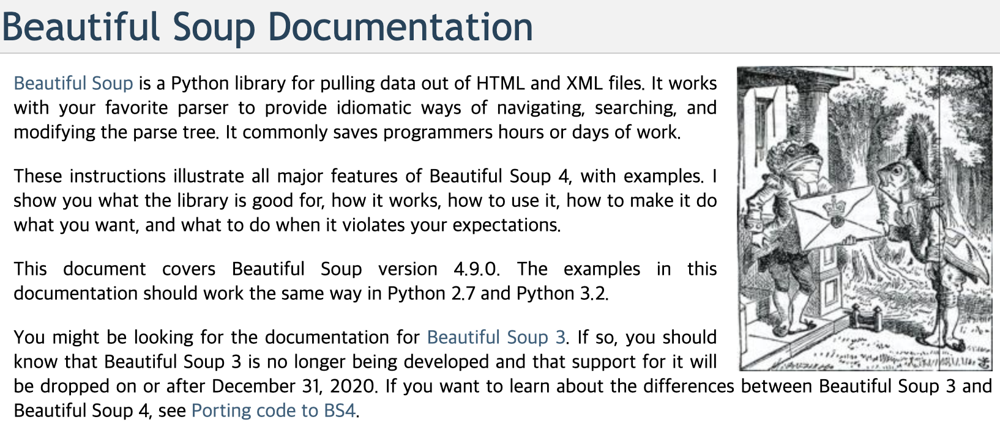 Beautiful Soup Documentation
Beautiful Soup is a Python library for pulling data out of HTML and XML files. It works
with your favorite parser to provide idiomatic ways of navigating, searching, and
modifying the parse tree. It commonly saves programmers hours or days of work.
These instructions illustrate all major features of Beautiful Soup 4, with examples. I
show you what the library is good for, how it works, how to use it, how to make it do
what you want, and what to do when it violates your expectations.
This document covers Beautiful Soup version 4.9.0. The examples in this
documentation should work the same way in Python 2.7 and Python 3.2.
You might be looking for the documentation for Beautiful Soup 3. If so, you should
know that Beautiful Soup 3 is no longer being developed and that support for it will
be dropped on or after December 31, 2020. If you want to learn about the differences between Beautiful Soup 3 and
Beautiful Soup 4, see Porting code to BS4.